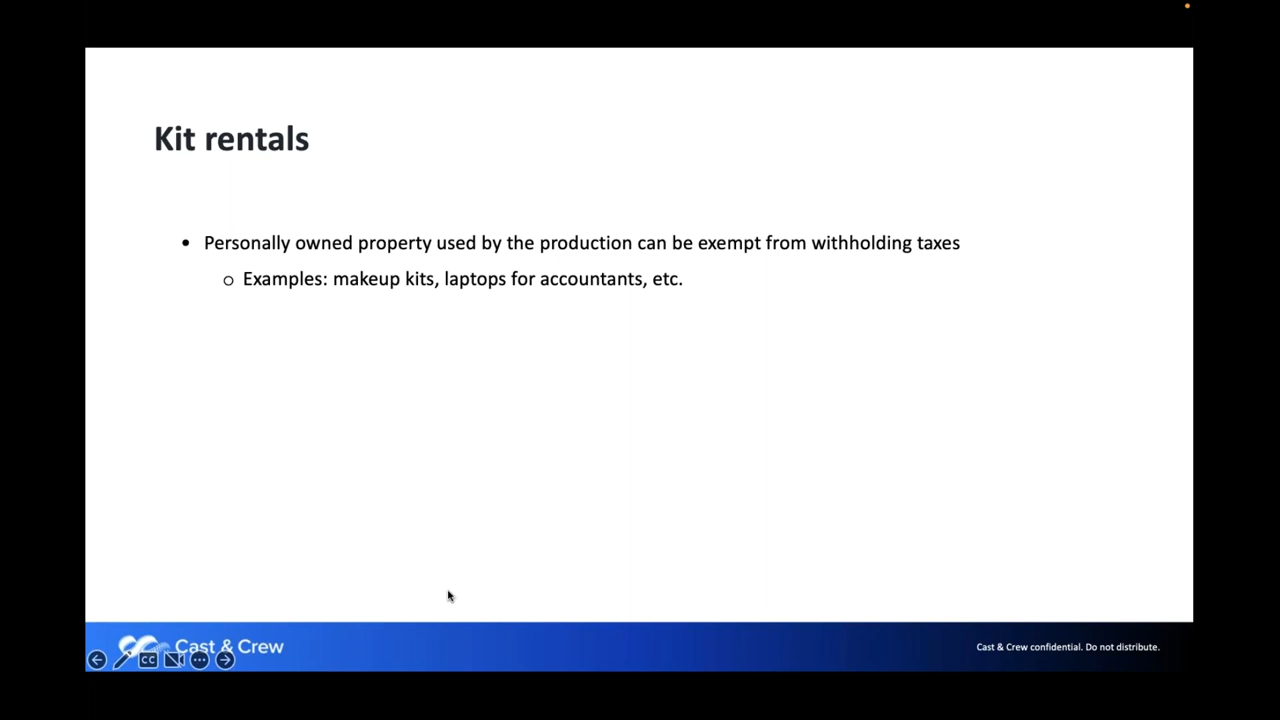 Kit rentals
• Personally owned property used by the production can be exempt from withholding taxes
o Examples: makeup kits, laptops for accountants, etc.
Cast & Crew
Cast & Crew confidential. Do not distribute.
CC